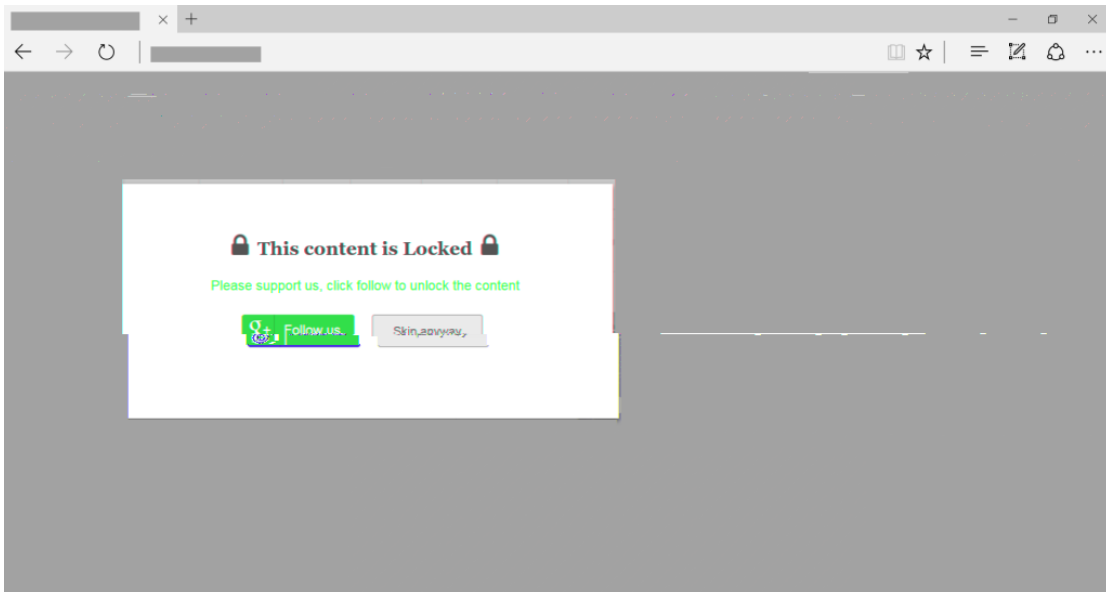 This content is Locked
Please support us, click follow to unlock the content
g+ Follow us